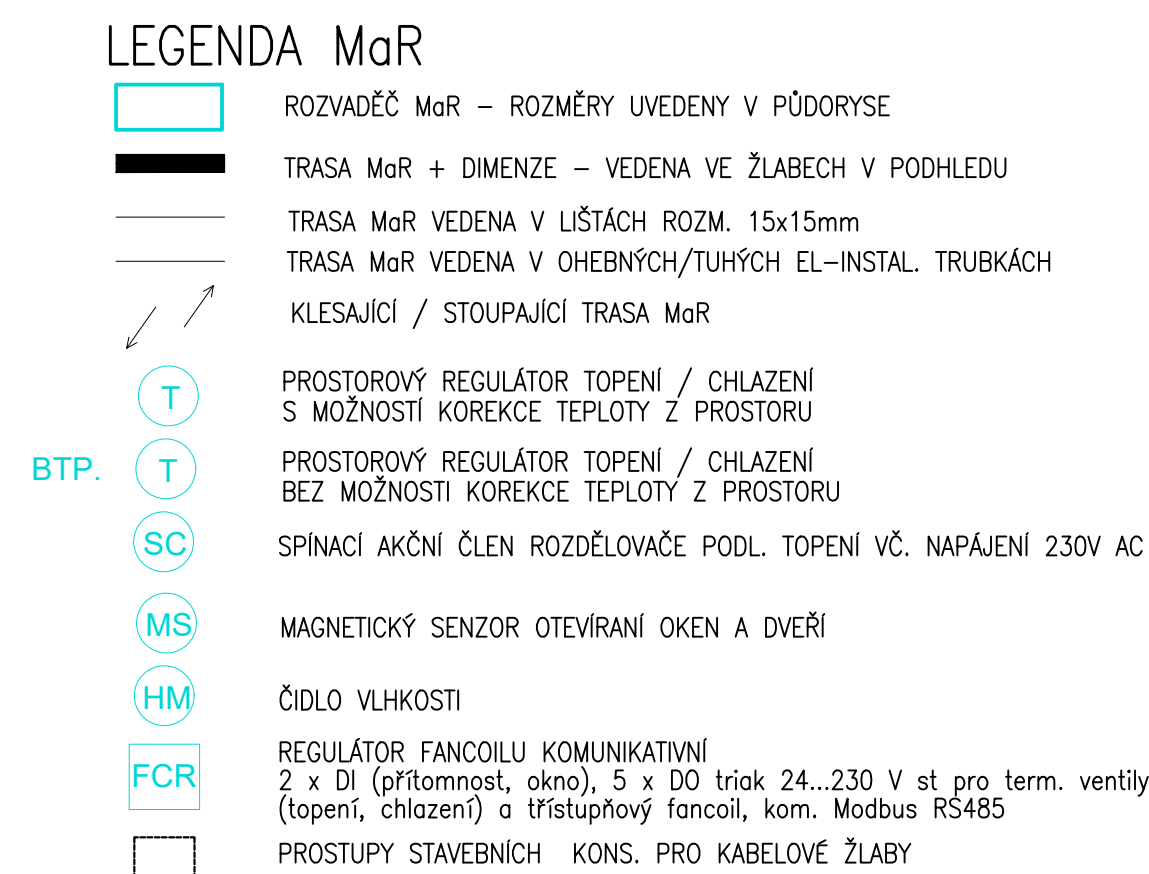 LEGENDA MaR
ROZVADĚČ MaR – ROZMĚRY UVEDENY V PŮDORYSE
TRASA MaR + DIMENZE – VEDENA VE ŽLABECH V PODHLEDU
TRASA MaR VEDENA V LIŠTÁCH ROZM. 15x15mm
TRASA MaR VEDENA V OHEBNÝCH/TUHÝCH EL–INSTAL. TRUBKÁCH
KLESAJÍCÍ / STOUPAJÍCÍ TRASA MaR
T
PROSTOROVÝ REGULÁTOR TOPENÍ / CHLAZENÍ
S MOŽNOSTÍ KOREKCE TEPLOTY Z PROSTORU
BTP. T
PROSTOROVÝ REGULÁTOR TOPENÍ / CHLAZENÍ
BEZ MOŽNOSTI KOREKCE TEPLOTY Z PROSTORU
SC SPÍNACÍ AKČNÍ ČLEN ROZDĚLOVAČE PODL. TOPENÍ VČ. NAPÁJENÍ 230V AC
MS MAGNETICKÝ SENZOR OTEVÍRANÍ OKEN A DVEŘÍ
HM ČIDLO VLHKOSTI
FCR
REGULÁTOR FANCOILU KOMUNIKATIVNÍ
2 x DI (přítomnost, okno), 5 x DO triak 24...230 V st pro term. ventily
(topení, chlazení) a třístupňový fancoil, kom. Modbus RS485
PROSTUPY STAVEBNÍCH KONS. PRO KABELOVÉ ŽLABY